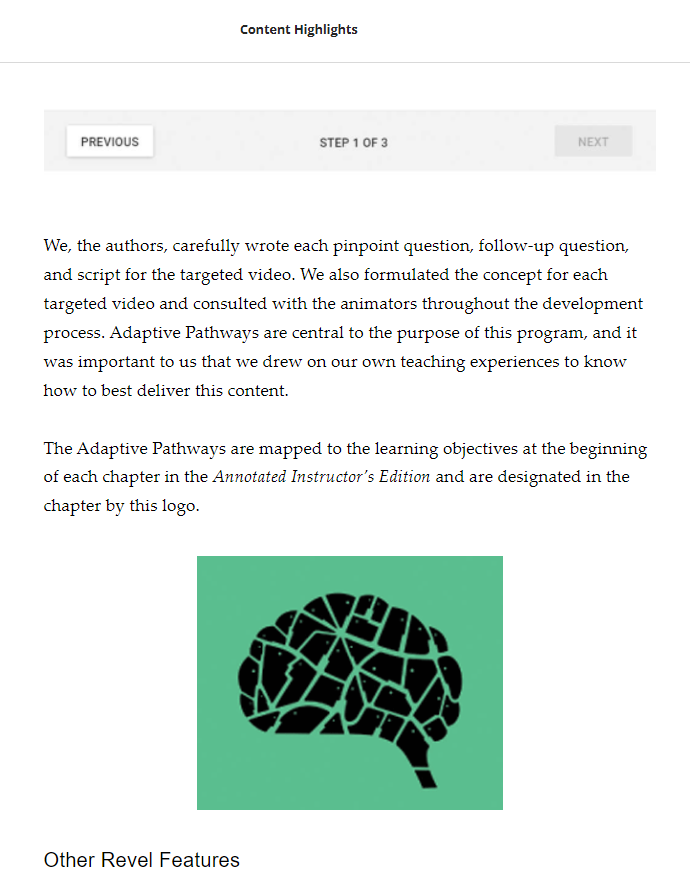 Content Highlights
PREVIOUS
STEP 1 OF 3
NEXT
We, the authors, carefully wrote each pinpoint question, follow-up question,
and script for the targeted video. We also formulated the concept for each
targeted video and consulted with the animators throughout the development
process. Adaptive Pathways are central to the purpose of this program, and it
was important to us that we drew on our own teaching experiences to know
how to best deliver this content.
The Adaptive Pathways are mapped to the learning objectives at the beginning
of each chapter in the Annotated Instructor's Edition and are designated in the
chapter by this logo.
Other Revel Features